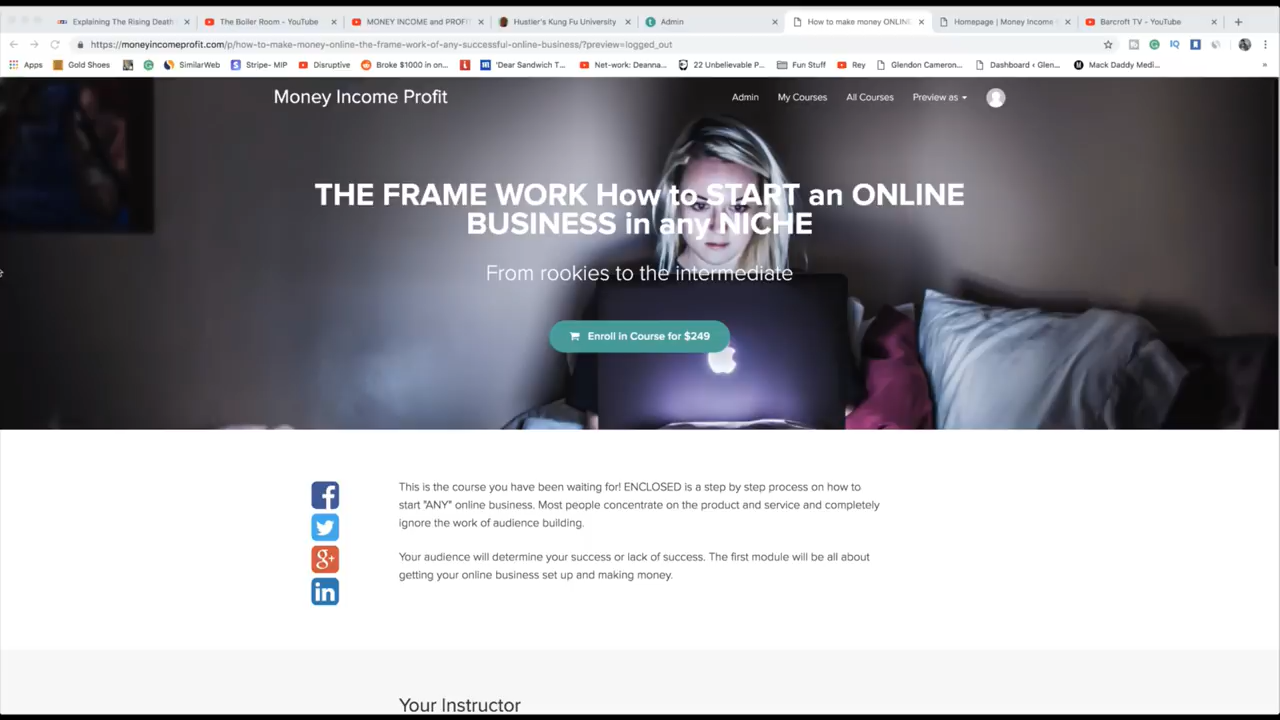 Explaining The Rising Death
The Boiler Room - YouTube
MONEY INCOME and PROFI
Hustler's Kung Fu University
Admin
How to make money ONLIN
Homepage | Money Income
Barcroft TV - YouTube
https://moneyincomeprofit.com/p/how-to-make-money-online-the-frame-work-of-any-successful-online-business/?preview=logged_out
Apps
Gold Shoes
SimilarWeb
Stripe- MIP
Disruptive
Broke $1000 in on...
'Dear Sandwich T...
Net-work: Deanna...
22 Unbelievable P...
Fun Stuff
Rey
Glendon Cameron...
Dashboard ‹ Glen...
Mack Daddy Medi...
»
Money Income Profit
Admin
My Courses
All Courses
Preview as
THE FRAME WORK How to START an ONLINE
BUSINESS in any NICHE
From rookies to the intermediate
Enroll in Course for $249
This is the course you have been waiting for! ENCLOSED is a step by step process on how to
start "ANY" online business. Most people concentrate on the product and service and completely
ignore the work of audience building.
Your audience will determine your success or lack of success. The first module will be all about
getting your online business set up and making money.
Your Instructor